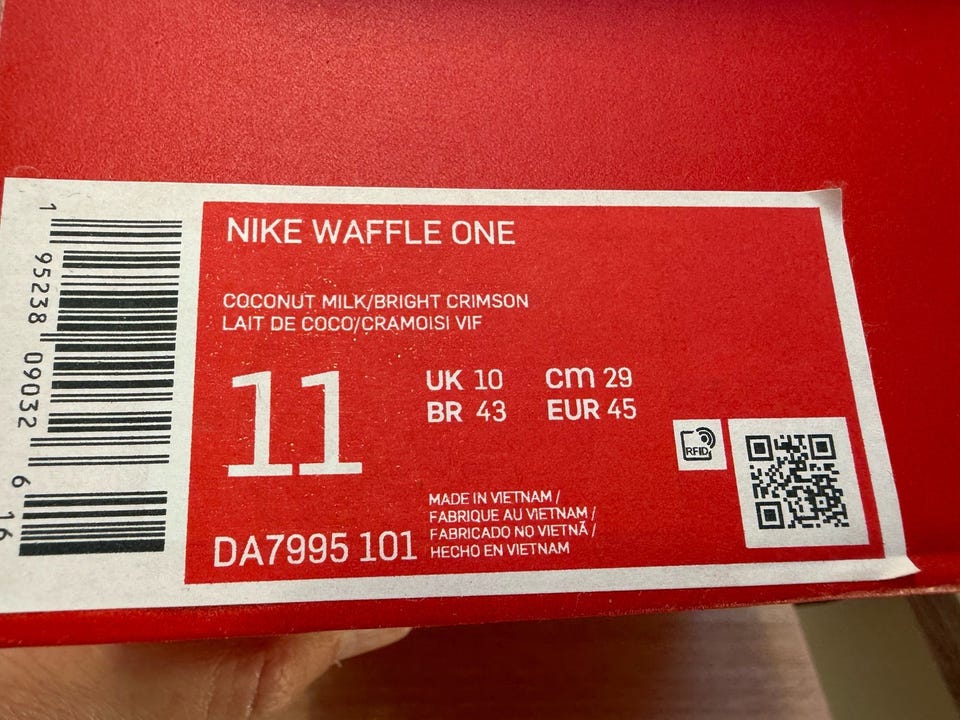 NIKE WAFFLE ONE
COCONUT MILK/BRIGHT CRIMSON
LAIT DE COCO/CRAMOISI VIF
11
UK 10 cm 29
BR 43 EUR 45
RFID
MADE IN VIETNAM /
FABRIQUE AU VIETNAM /
FABRICADO NO VIETNÃ /
HECHO EN VIETNAM
DA7995 101
1 95238 09032 6 16